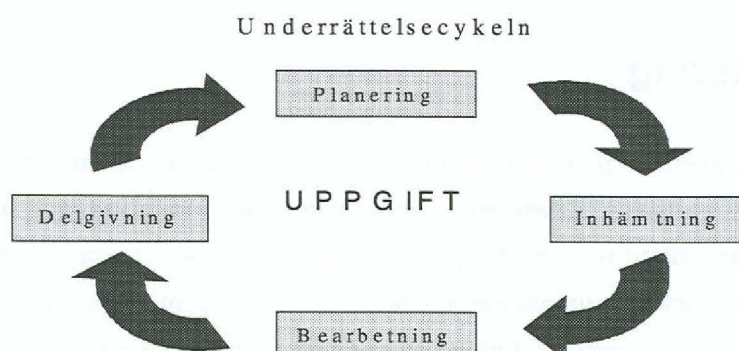 Underrättelsecykeln
Planering
UPPGIFT
Delgivning
Inhämtning
Bearbetning